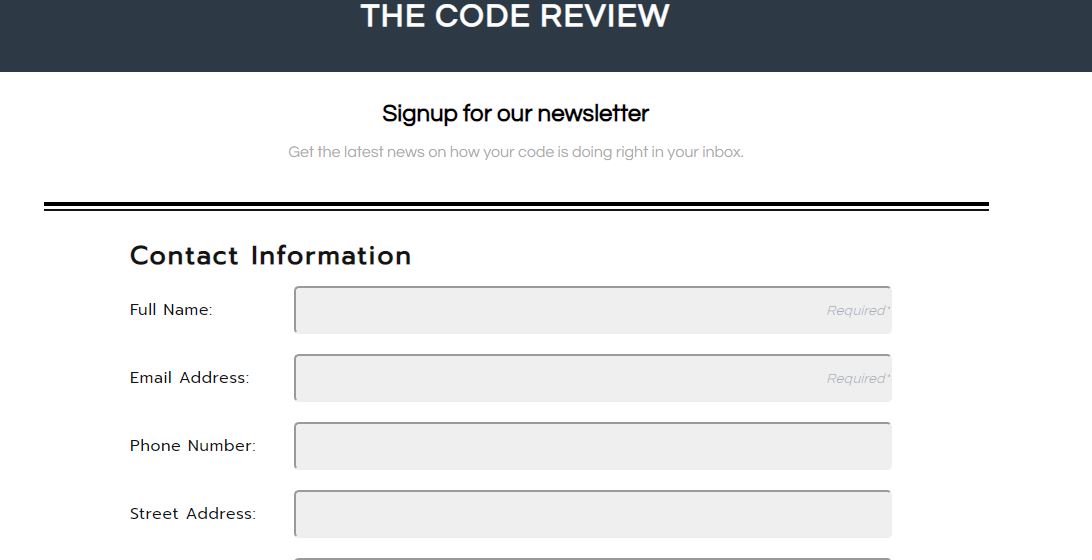 THE CODE REVIEW
Signup for our newsletter
Get the latest news on how your code is doing right in your inbox.
Contact Information
Full Name:
Required*
Email Address:
Required*
Phone Number:
Street Address: